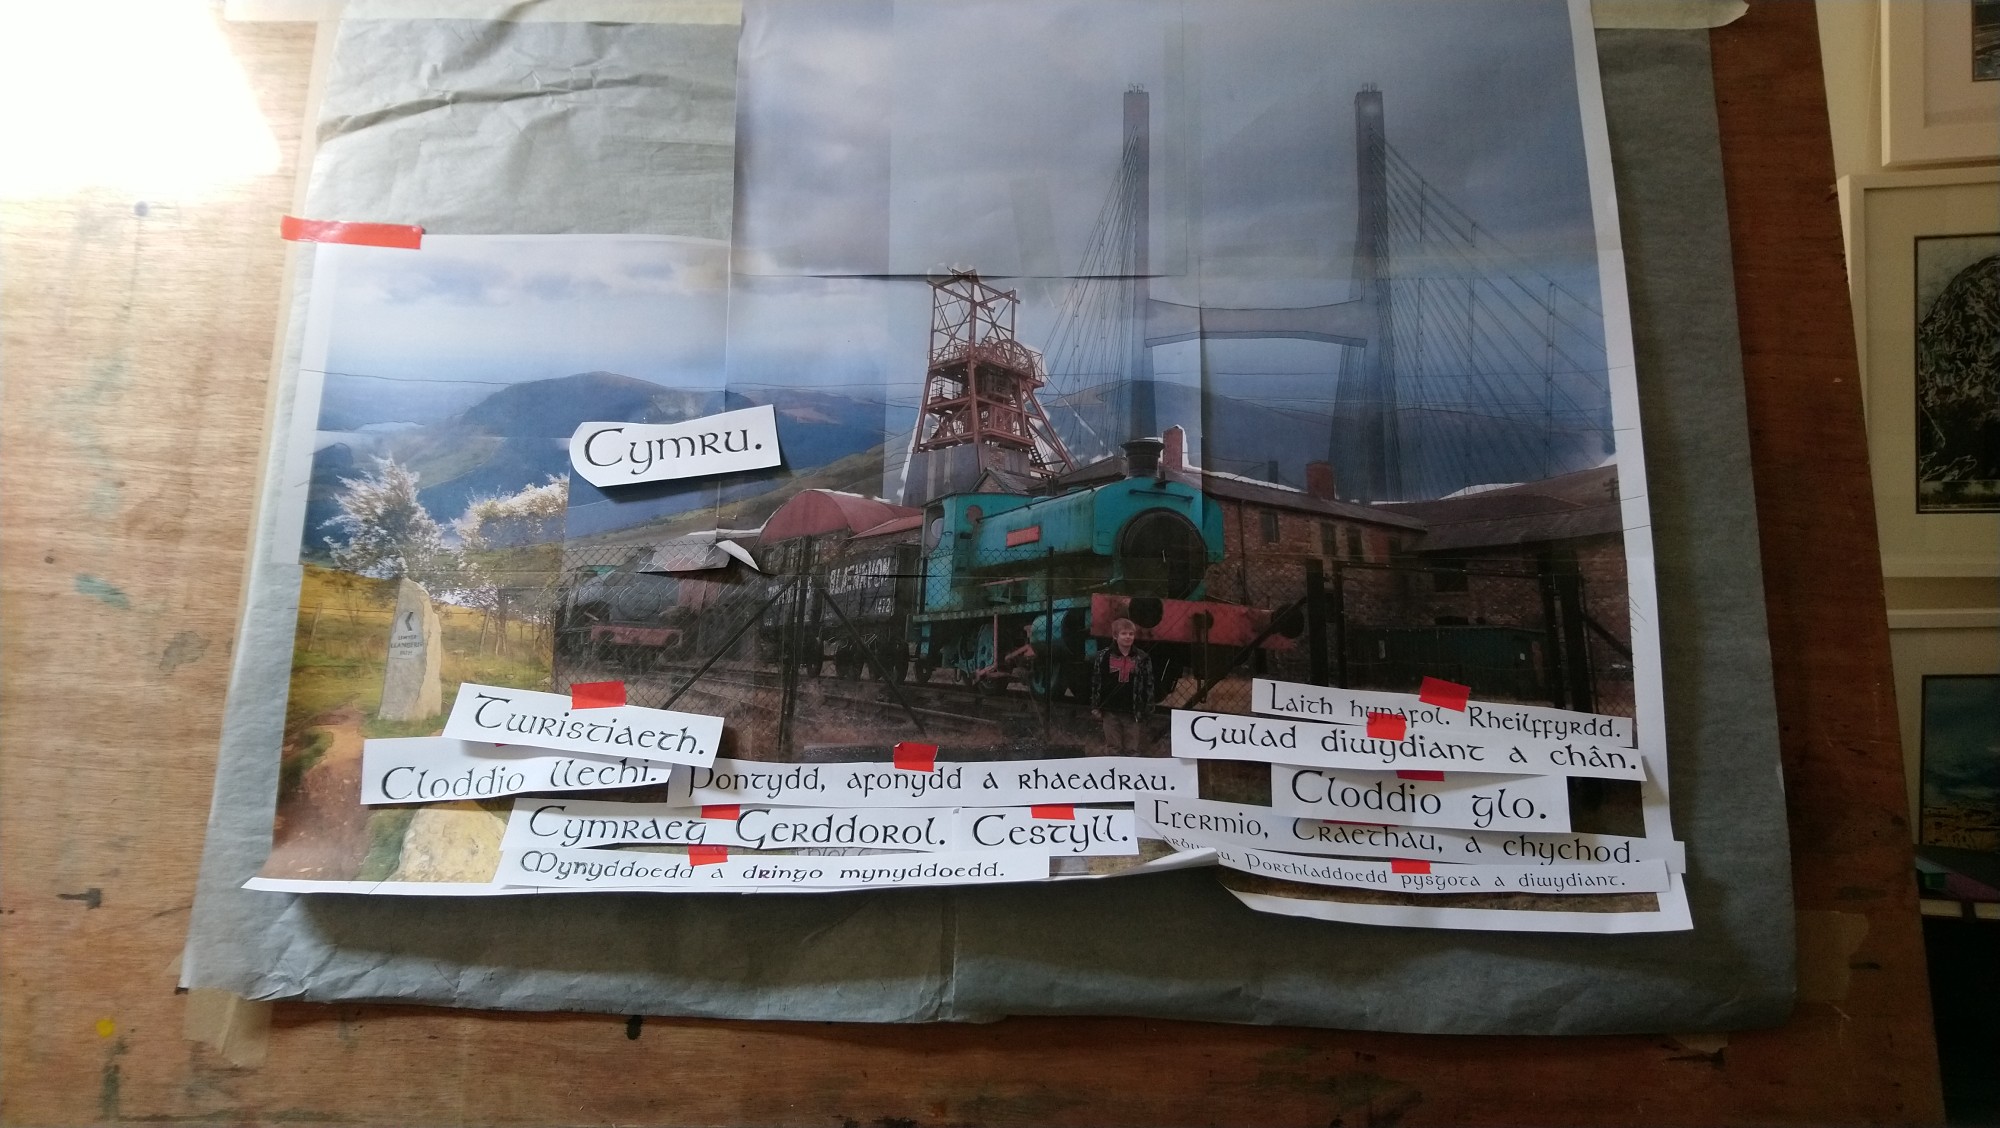 Cymru.
BLAENAVON
Twristiaeth.
Laith hynafol. Rheilffyrdd.
Gwlad diwydiant a chân.
Cloddio llechi.
Pontydd, afonydd a rhaeadrau.
Cloddio glo.
Cymraeg Gerddorol. Cestyll.
Ffermio, Traethau, a chychod.
Mynyddoedd a dringo mynyddoedd.
Porthladdoedd pysgota a diwydiant.